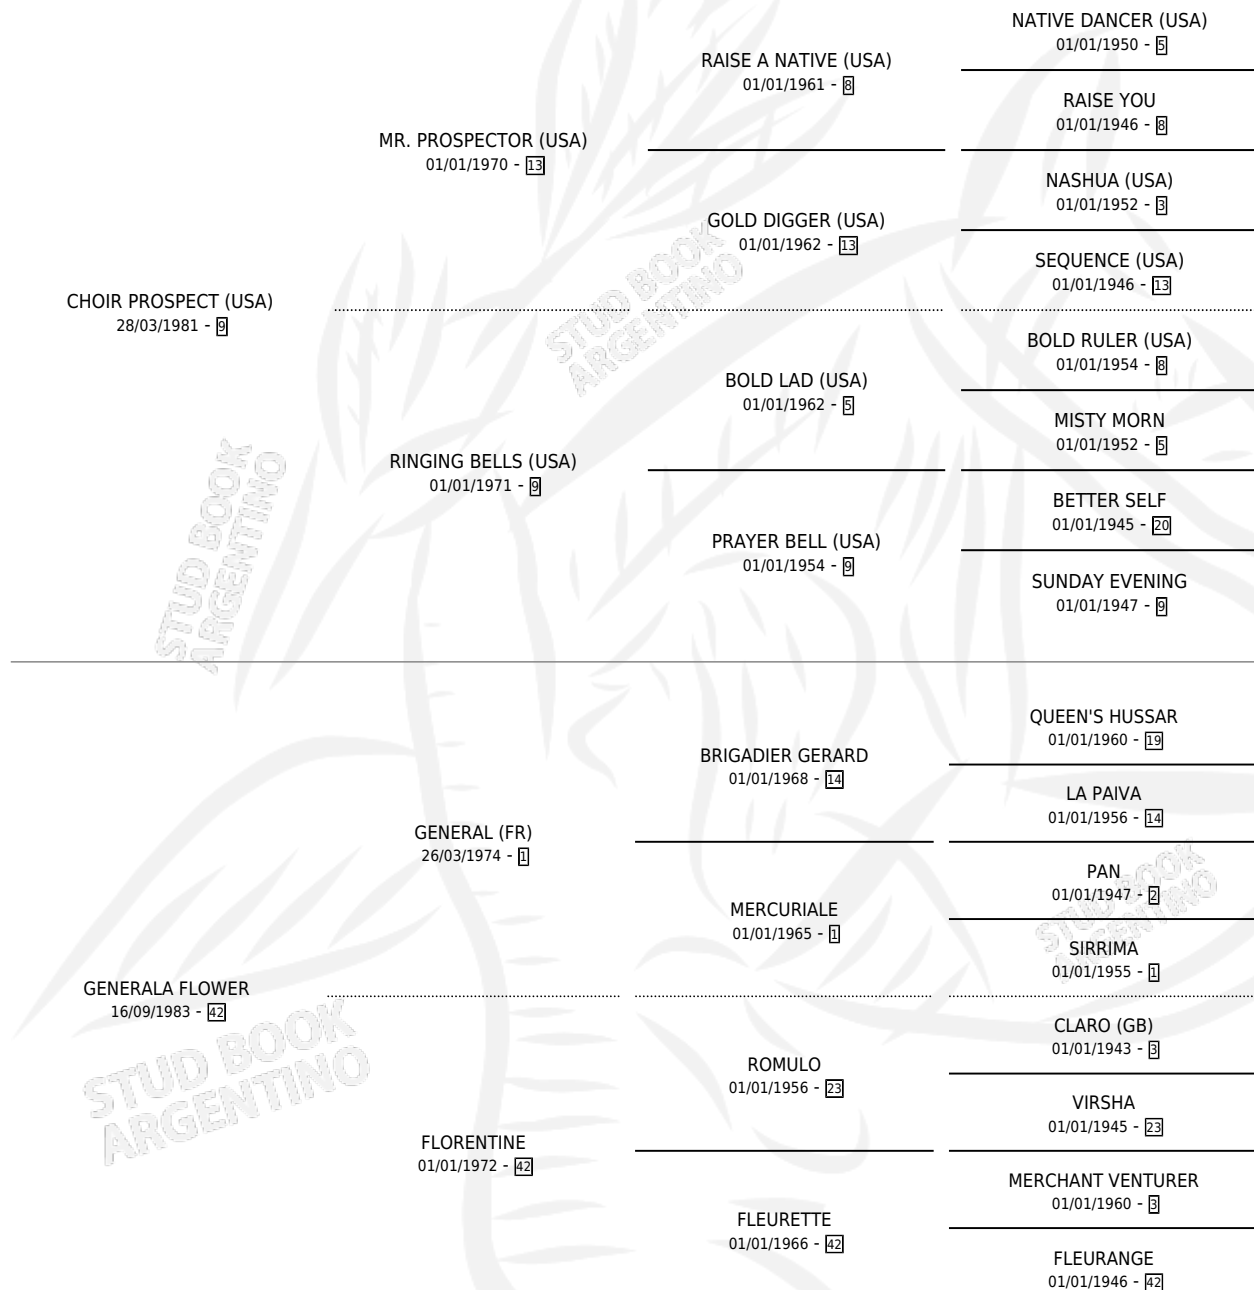 NATIVE DANCER (USA)
01/01/1950 - 5
RAISE A NATIVE (USA)
01/01/1961 - 8
RAISE YOU
01/01/1946 - 8
MR. PROSPECTOR (USA)
01/01/1970 - 13
NASHUA (USA)
01/01/1952 - 3
GOLD DIGGER (USA)
01/01/1962 - 13
SEQUENCE (USA)
01/01/1946 - 13
CHOIR PROSPECT (USA)
28/03/1981 - 9
BOLD RULER (USA)
01/01/1954 - 8
BOLD LAD (USA)
01/01/1962 - 5
MISTY MORN
01/01/1952 - 5
RINGING BELLS (USA)
01/01/1971 - 9
BETTER SELF
01/01/1945 - 20
PRAYER BELL (USA)
01/01/1954 - 9
SUNDAY EVENING
01/01/1947 - 9
QUEEN'S HUSSAR
01/01/1960 - 19
BRIGADIER GERARD
01/01/1968 - 14
LA PAIVA
01/01/1956 - 14
GENERAL (FR)
26/03/1974 - 1
PAN
01/01/1947 - 2
MERCURIALE
01/01/1965 - 1
SIRRIMA
01/01/1955 - 1
GENERALA FLOWER
16/09/1983 - 42
CLARO (GB)
01/01/1943 - 3
ROMULO
01/01/1956 - 23
VIRSHA
01/01/1945 - 23
FLORENTINE
01/01/1972 - 42
MERCHANT VENTURER
01/01/1960 - 3
FLEURETTE
01/01/1966 - 42
FLEURANGE
01/01/1946 - 42
STUD BOOK
ARGENTINO
STUD BOOK
ARGENTINO
STUD BOOK
ARGENTINO
STUD BOOK
ARGENTINO